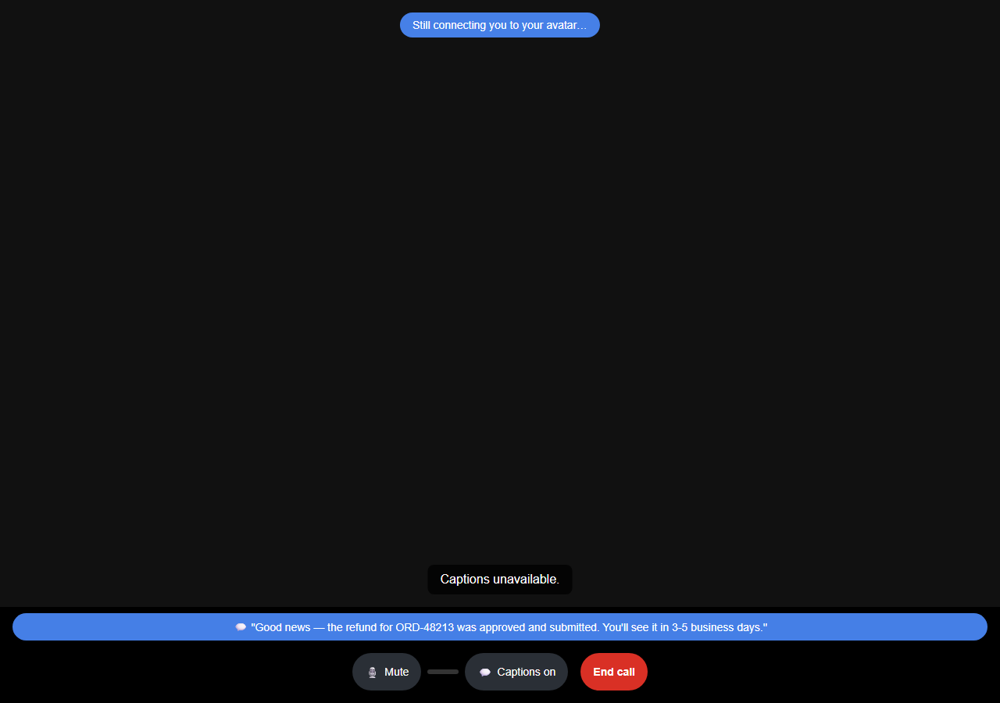 Still connecting you to your avatar…
Captions unavailable.
"Good news — the refund for ORD-48213 was approved and submitted. You'll see it in 3-5 business days."
Mute
Captions on
End call